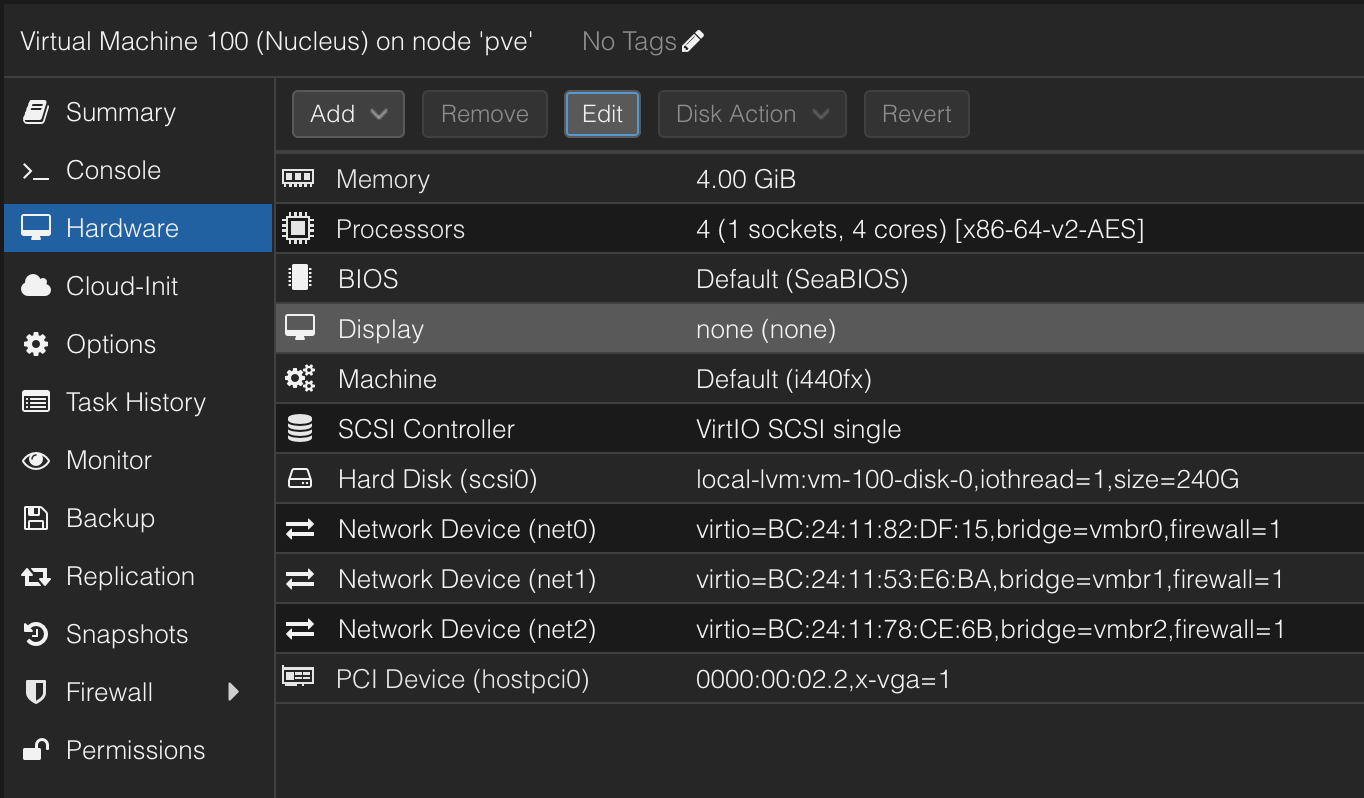 Virtual Machine 100 (Nucleus) on node 'pve' No Tags
Summary
Console
Hardware
Cloud-Init
Options
Task History
Monitor
Backup
Replication
Snapshots
Firewall
Permissions
Add Remove Edit Disk Action Revert
Memory 4.00 GiB
Processors 4 (1 sockets, 4 cores) [x86-64-v2-AES]
BIOS Default (SeaBIOS)
Display none (none)
Machine Default (i440fx)
SCSI Controller VirtIO SCSI single
Hard Disk (scsi0) local-lvm:vm-100-disk-0,iothread=1,size=240G
Network Device (net0) virtio=BC:24:11:82:DF:15,bridge=vmbr0,firewall=1
Network Device (net1) virtio=BC:24:11:53:E6:BA,bridge=vmbr1,firewall=1
Network Device (net2) virtio=BC:24:11:78:CE:6B,bridge=vmbr2,firewall=1
PCI Device (hostpci0) 0000:00:02.2,x-vga=1